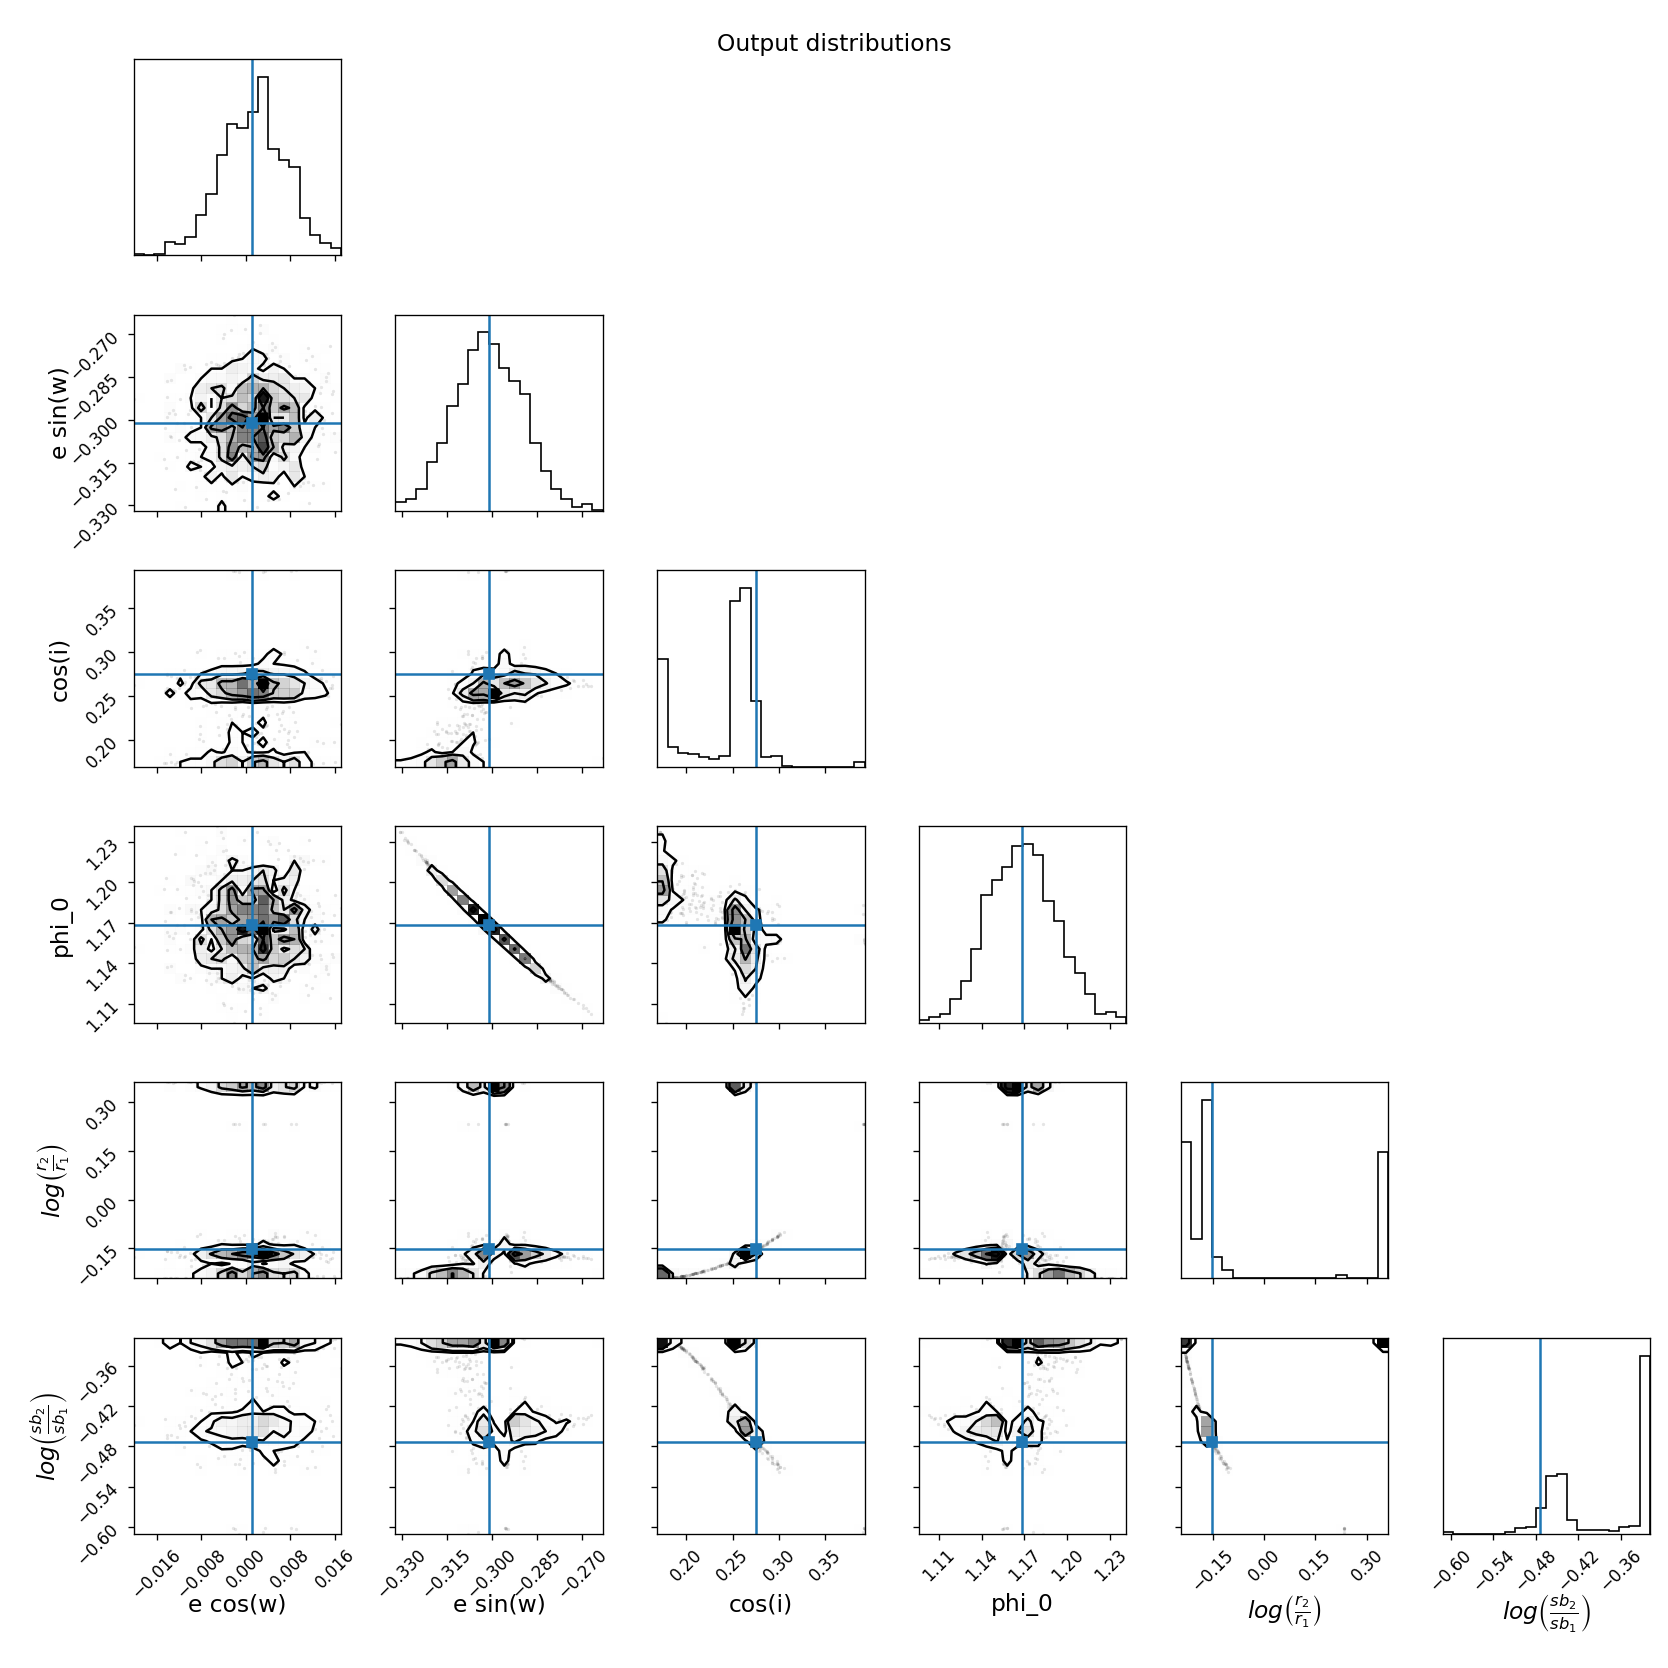 Output distributions
e sin(w)
−0.270
−0.285
−0.300
−0.315
−0.330
cos(i)
0.35
0.30
0.25
0.20
phi_0
1.23
1.20
1.17
1.14
1.11
log(r2/r1)
0.30
0.15
0.00
−0.15
log(sb2/sb1)
−0.36
−0.42
−0.48
−0.54
−0.60
−0.016 −0.008 0.000 0.008 0.016
e cos(w)
−0.330 −0.315 −0.300 −0.285 −0.270
e sin(w)
0.20 0.25 0.30 0.35
cos(i)
1.11 1.14 1.17 1.20 1.23
phi_0
−0.15 0.00 0.15 0.30
log(r2/r1)
−0.60 −0.54 −0.48 −0.42 −0.36
log(sb2/sb1)